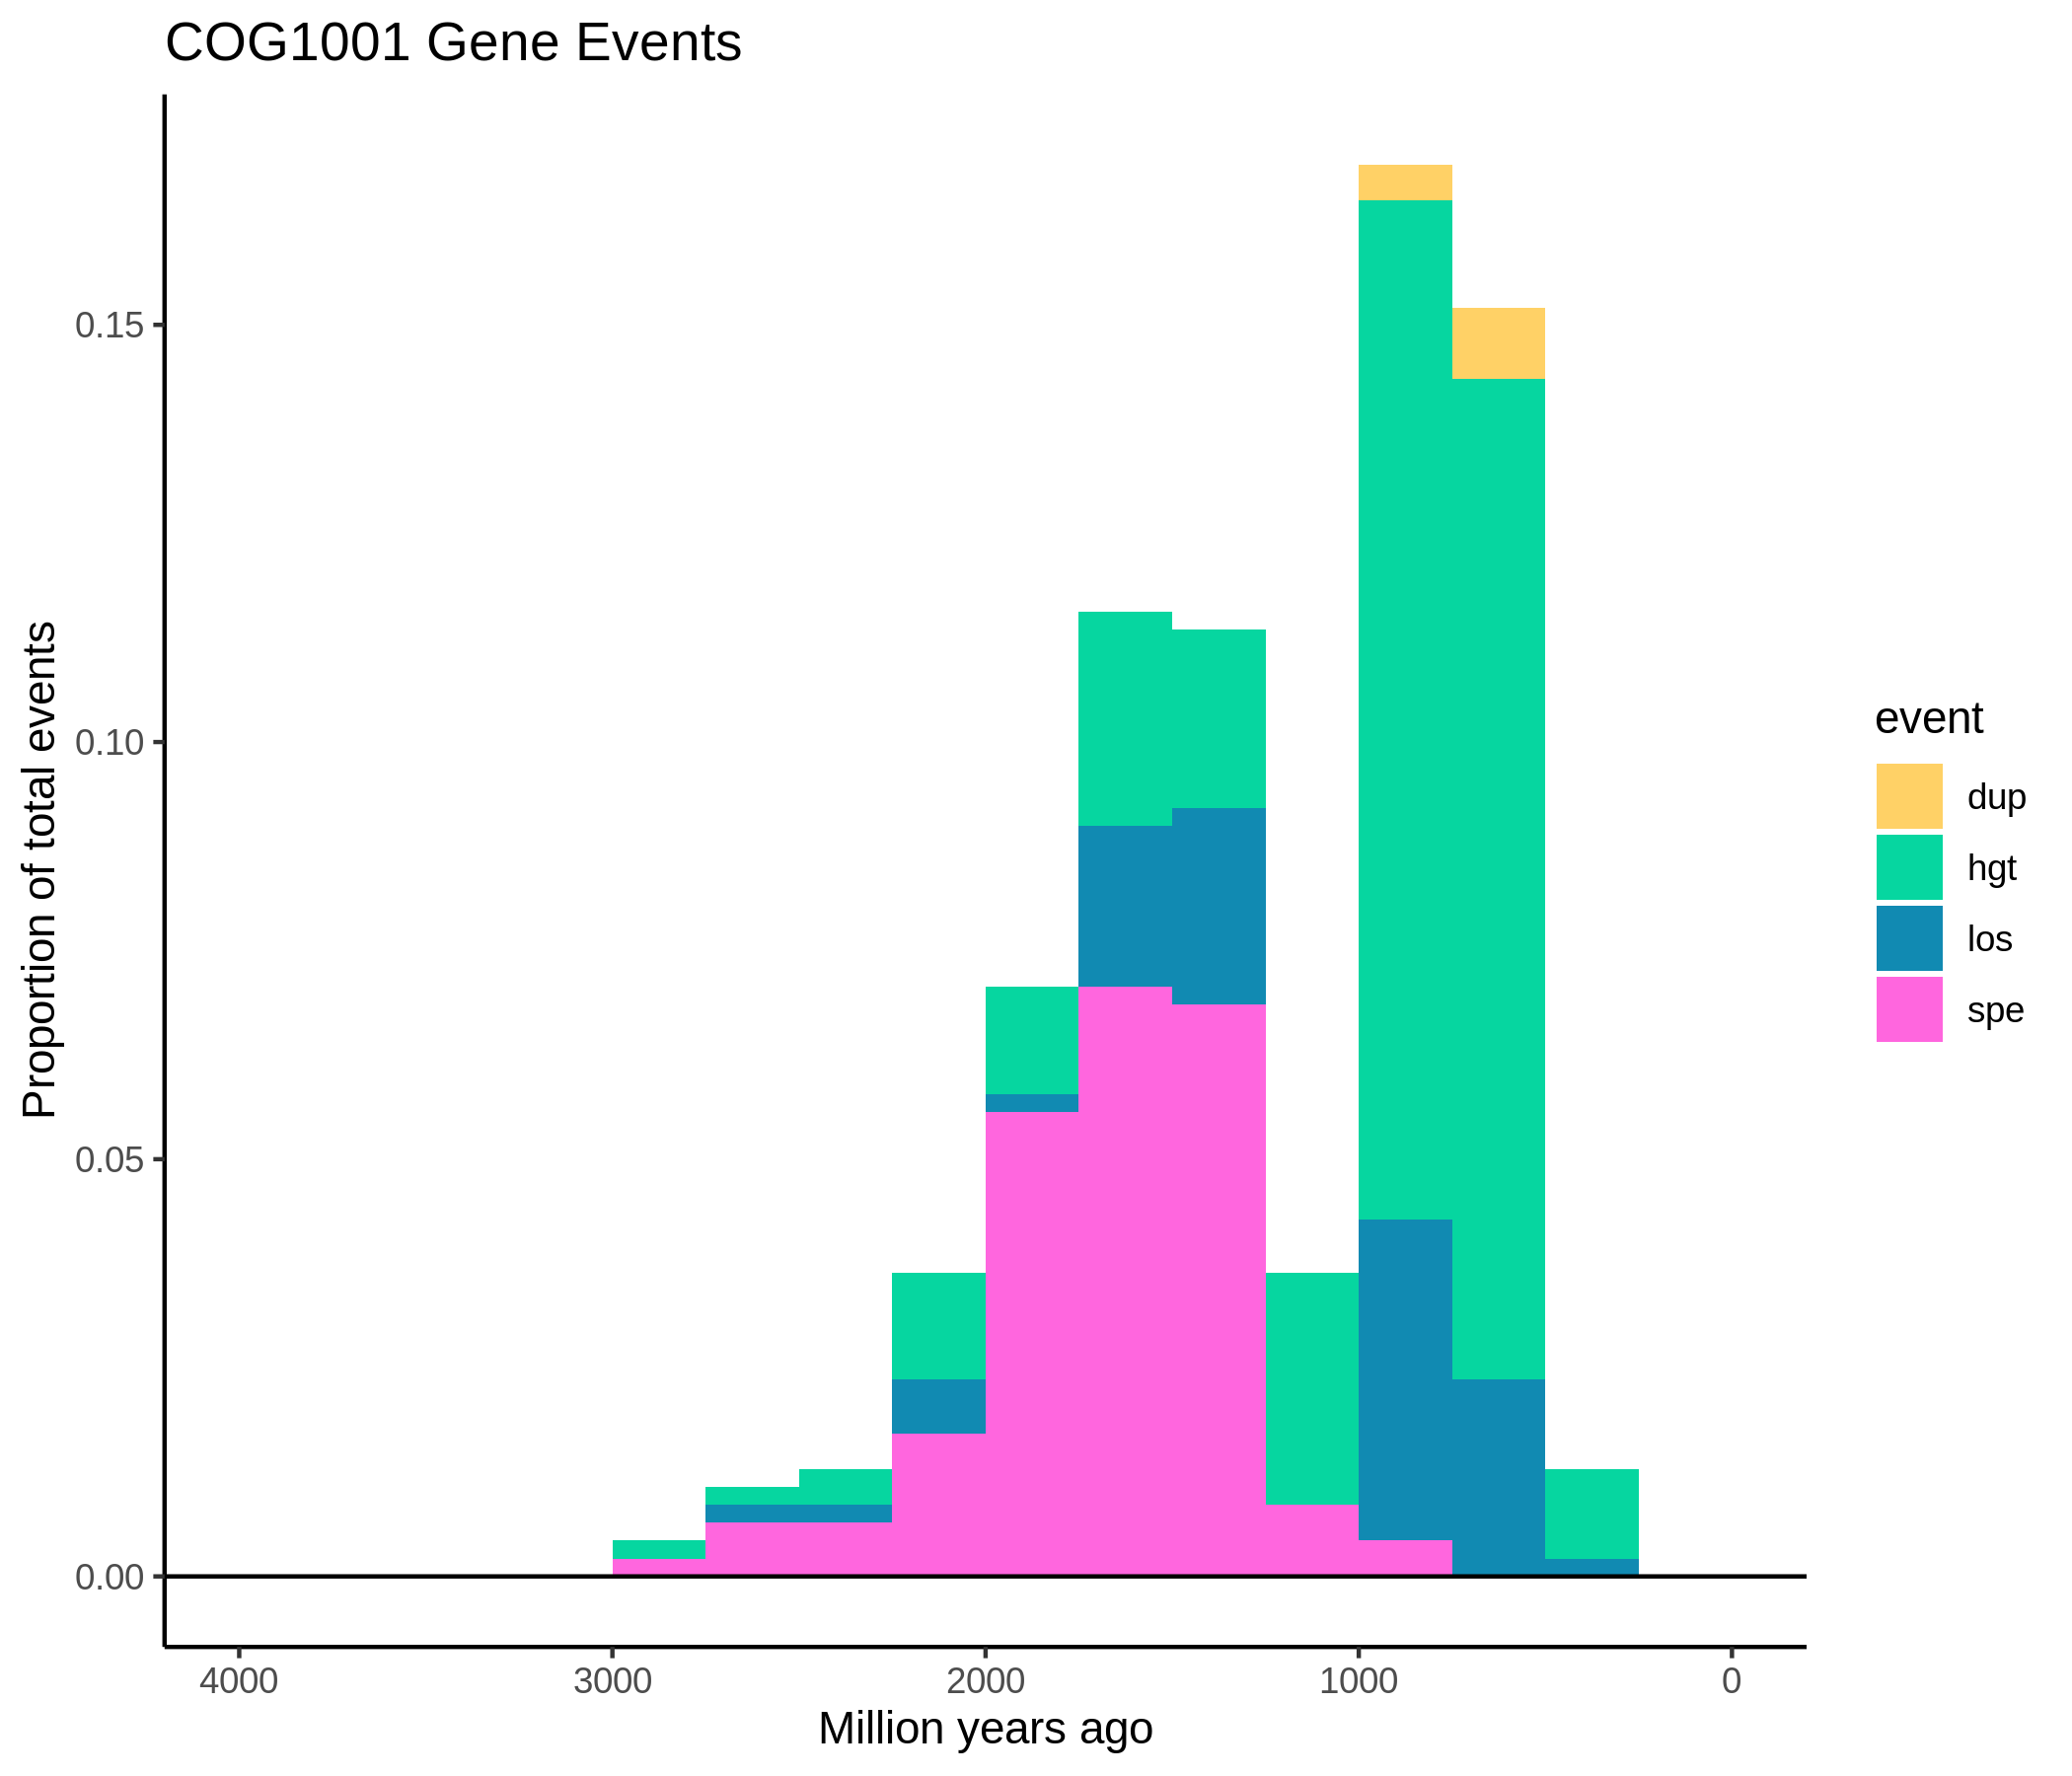 COG1001 Gene Events
Proportion of total events
0.15
0.10
0.05
0.00
4000 3000 2000 1000 0
Million years ago
event
dup
hgt
los
spe